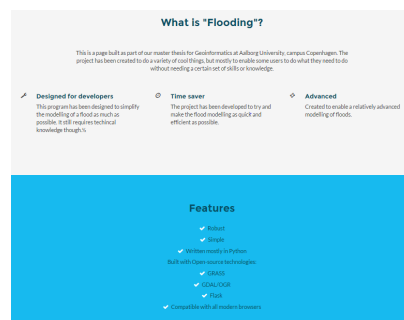 What is "Flooding"?
This is a page built as part of our master thesis for Geoinformatics at Aalborg University, campus Copenhagen. The
project has been created to do a variety of cool things, but mostly to enable some users to do what they need to do
without needing a certain set of skills or knowledge.
Designed for developers
This program has been designed to simplify
the modelling of a flood as much as
possible. It still requires techincal
knowledge though.%
Time saver
The project has been developed to try and
make the flood modelling as quick and
efficient as possible.
Advanced
Created to enable a relatively advanced
modelling of floods.
Features
Robust
Simple
Written mostly in Python
Built with Open-source technologies:
GRASS
GDAL/OGR
Flask
Compatible with all modern browsers